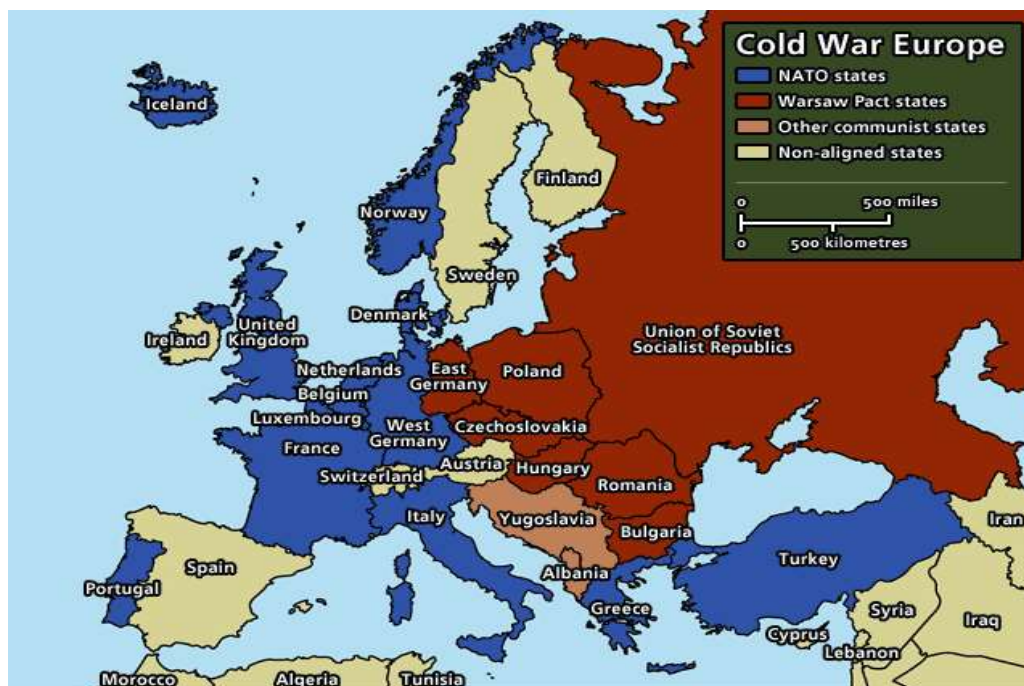 Cold War Europe
NATO states
Warsaw Pact states
Other communist states
Non-aligned states
0 500 miles
0 500 kilometres
Iceland
Finland
Norway
Sweden
Denmark
United
Kingdom
Ireland
Union of Soviet
Socialist Republics
Netherlands
East
Germany
Poland
Belgium
Luxembourg
West
Germany
Czechoslovakia
France
Switzerland
Austria
Hungary
Romania
Italy
Yugoslavia
Bulgaria
Iran
Turkey
Spain
Albania
Portugal
Greece
Syria
Iraq
Cyprus
Lebanon
Morocco
Algeria
Tunisia